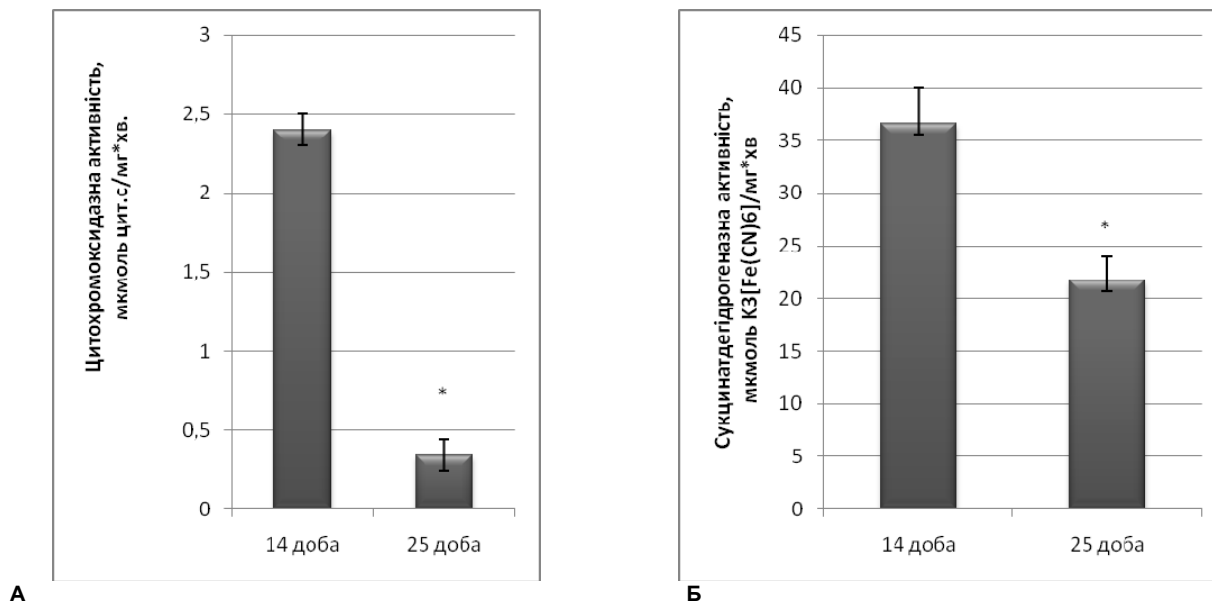 Цитохромоксидазна активність,
мкмоль цит.с/мг*хв.
3
2,5
2
1,5
1
0,5
0
*
14 доба
25 доба
А
Сукцинатдегідрогеназна активність,
мкмоль К3[Fe(CN)6]/мг*хв
45
40
35
30
25
20
15
10
5
0
*
14 доба
25 доба
Б